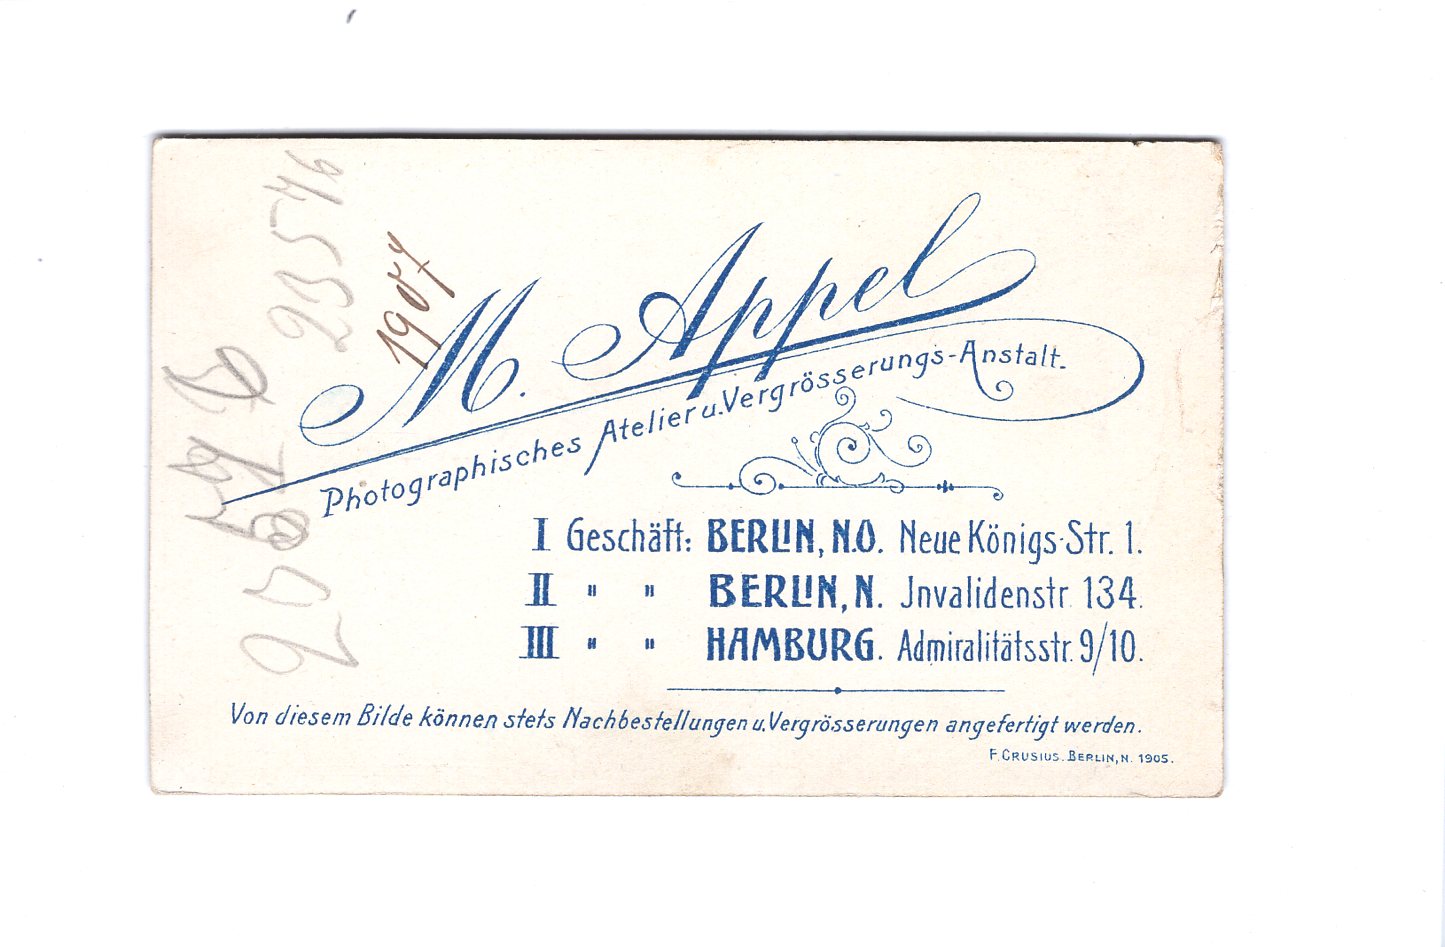 M. Appel
Photographisches Atelier u. Vergrösserungs-Anstalt.
I Geschäft: BERLIN, N.O. Neue Königs-Str. 1.
II " " BERLIN, N. Jnvalidenstr. 134.
III " " HAMBURG. Admiralitätsstr. 9/10.
Von diesem Bilde können stets Nachbestellungen u. Vergrösserungen angefertigt werden.
F. CRUSIUS. BERLIN, N. 1905.
1907